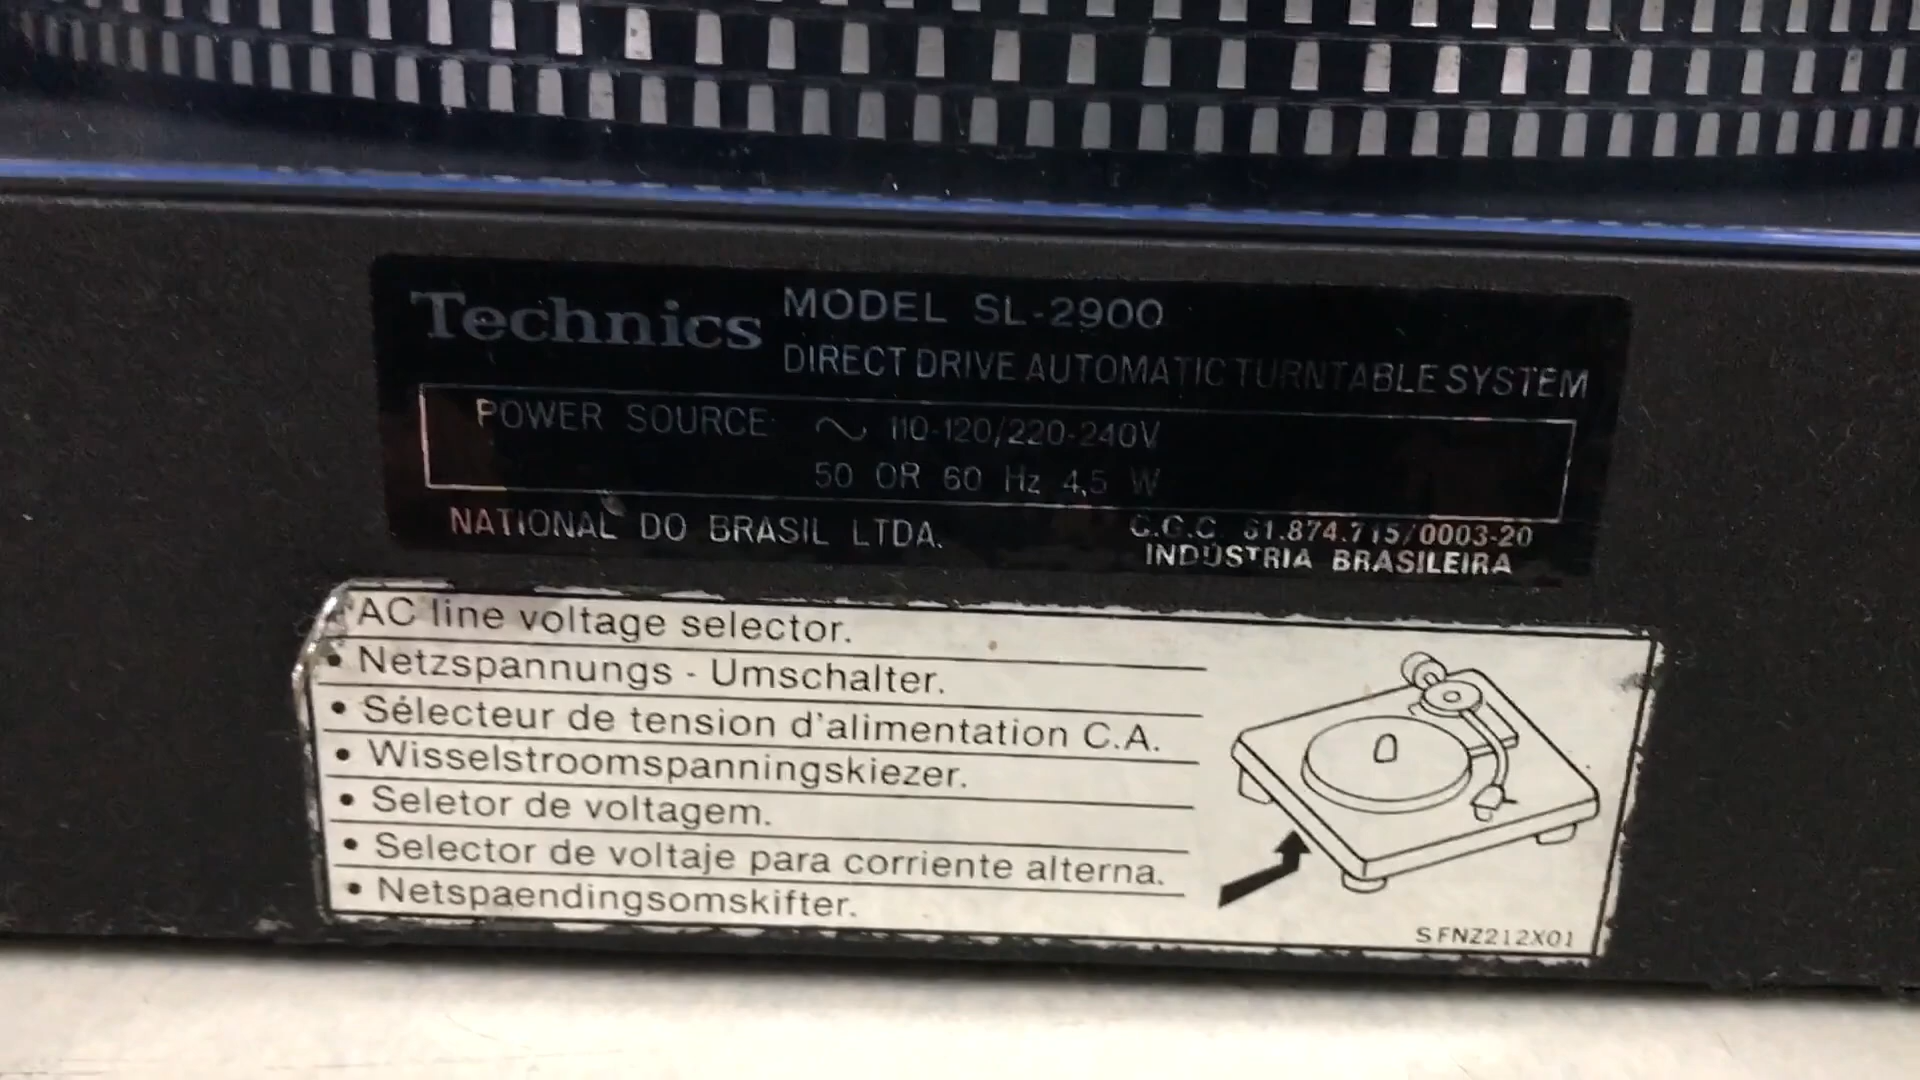 Technics MODEL SL-2900
DIRECT DRIVE AUTOMATIC TURNTABLE SYSTEM
POWER SOURCE: ~ 110-120/220-240V
50 OR 60 Hz 4,5 W
NATIONAL DO BRASIL LTDA.
C.G.C. 61.874.715/0003-20
INDÚSTRIA BRASILEIRA
AC line voltage selector.
• Netzspannungs - Umschalter.
• Sélecteur de tension d'alimentation C.A.
• Wisselstroomspanningskiezer.
• Seletor de voltagem.
• Selector de voltaje para corriente alterna.
• Netspaendingsomskifter.
SFNZ212X01